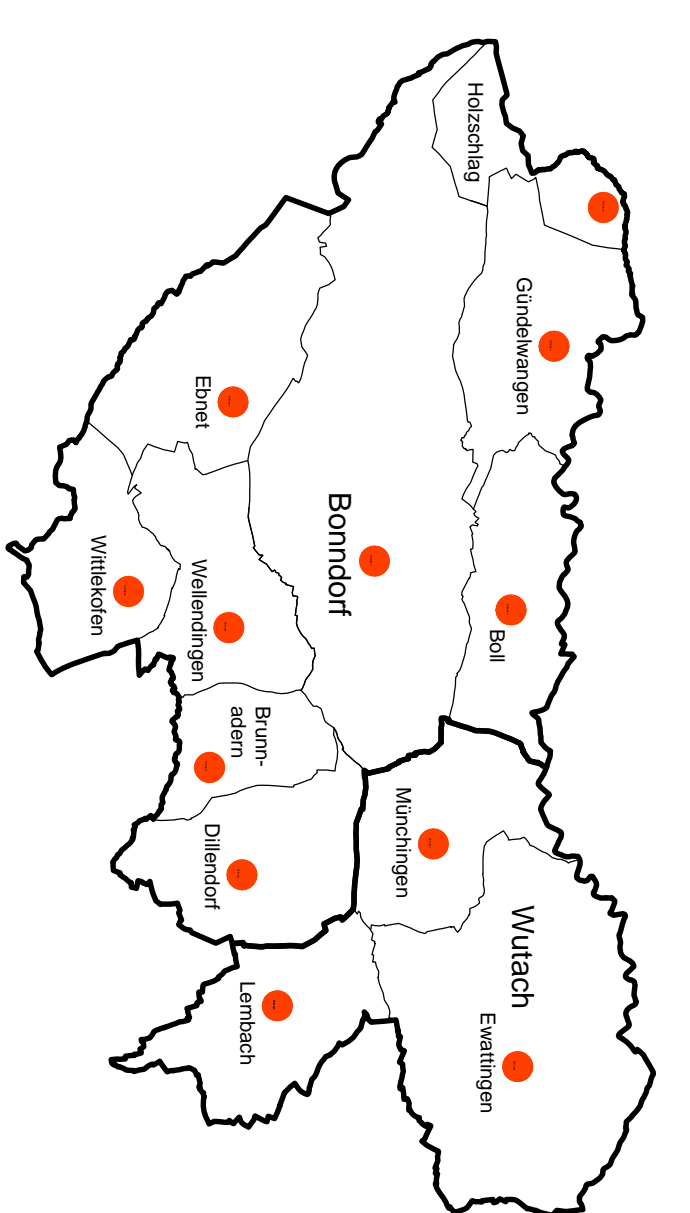 Holzschlag
Gündelwangen
Ebnet
Bonndorf
Boll
Wittlekofen
Wellendingen
Brunn-
adern
Dillendorf
Münchingen
Wutach
Ewattingen
Lembach